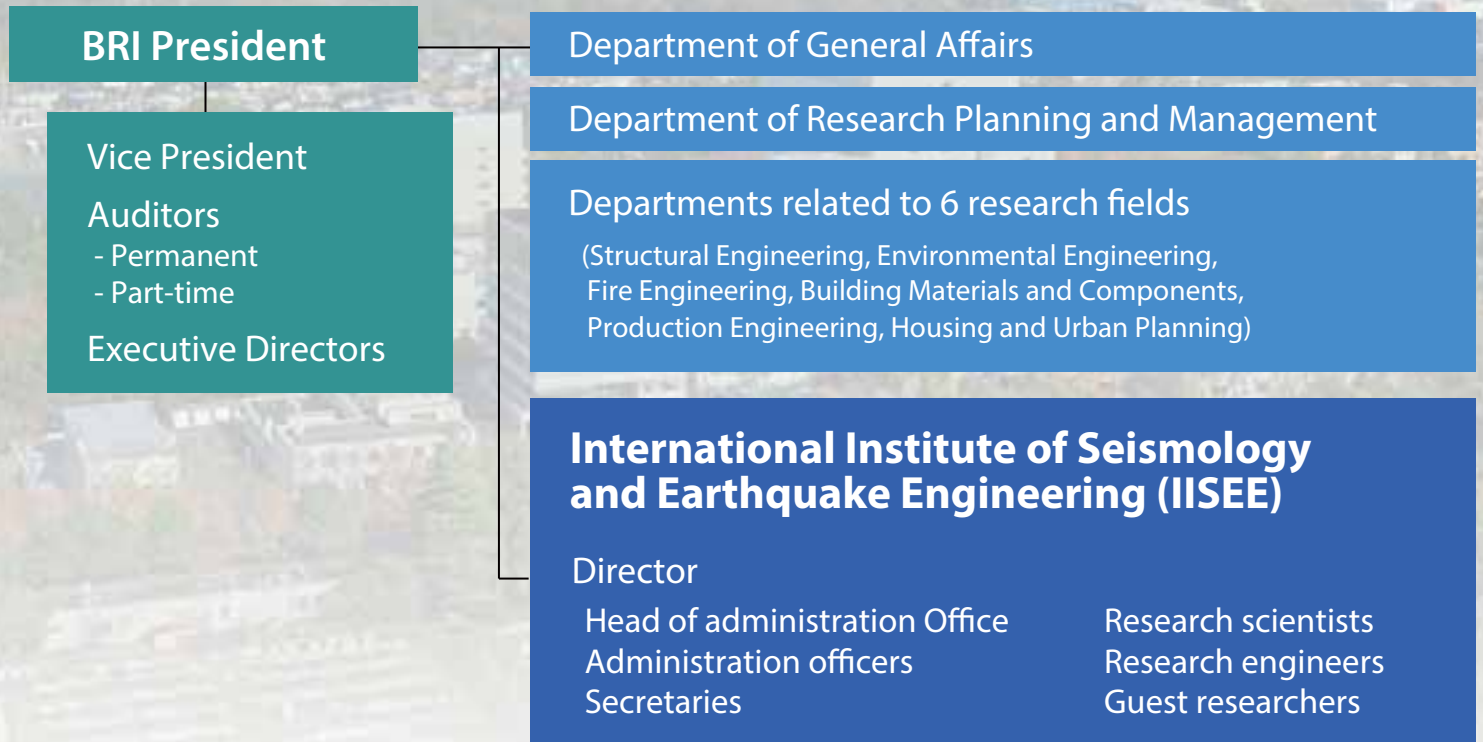 BRI President
Vice President
Auditors
- Permanent
- Part-time
Executive Directors
Department of General Affairs
Department of Research Planning and Management
Departments related to 6 research fields
(Structural Engineering, Environmental Engineering,
Fire Engineering, Building Materials and Components,
Production Engineering, Housing and Urban Planning)
International Institute of Seismology
and Earthquake Engineering (IISEE)
Director
Head of administration Office
Administration officers
Secretaries
Research scientists
Research engineers
Guest researchers